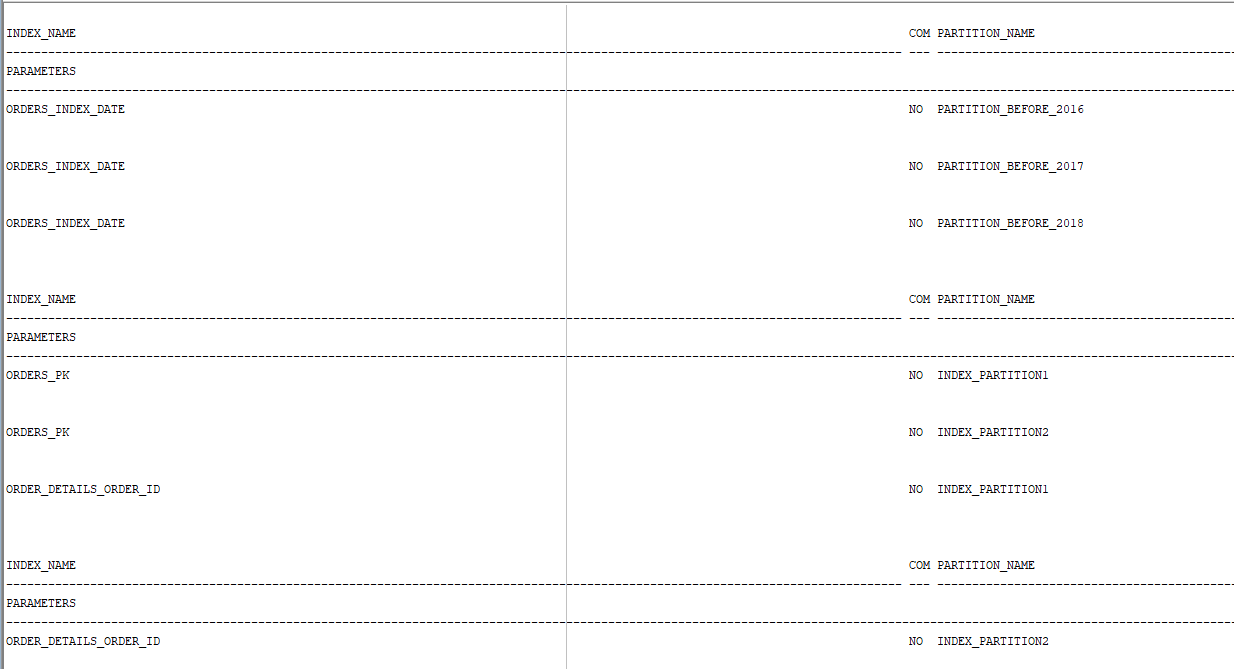 INDEX_NAME COM PARTITION_NAME
-------------------------------------------------------------------------------------------------------------------------------- --- ------------------------------------------
PARAMETERS
--------------------------------------------------------------------------------------------------------------------------------------------------------------------------------
ORDERS_INDEX_DATE NO PARTITION_BEFORE_2016
ORDERS_INDEX_DATE NO PARTITION_BEFORE_2017
ORDERS_INDEX_DATE NO PARTITION_BEFORE_2018
INDEX_NAME COM PARTITION_NAME
-------------------------------------------------------------------------------------------------------------------------------- --- ------------------------------------------
PARAMETERS
--------------------------------------------------------------------------------------------------------------------------------------------------------------------------------
ORDERS_PK NO INDEX_PARTITION1
ORDERS_PK NO INDEX_PARTITION2
ORDER_DETAILS_ORDER_ID NO INDEX_PARTITION1
INDEX_NAME COM PARTITION_NAME
-------------------------------------------------------------------------------------------------------------------------------- --- ------------------------------------------
PARAMETERS
--------------------------------------------------------------------------------------------------------------------------------------------------------------------------------
ORDER_DETAILS_ORDER_ID NO INDEX_PARTITION2